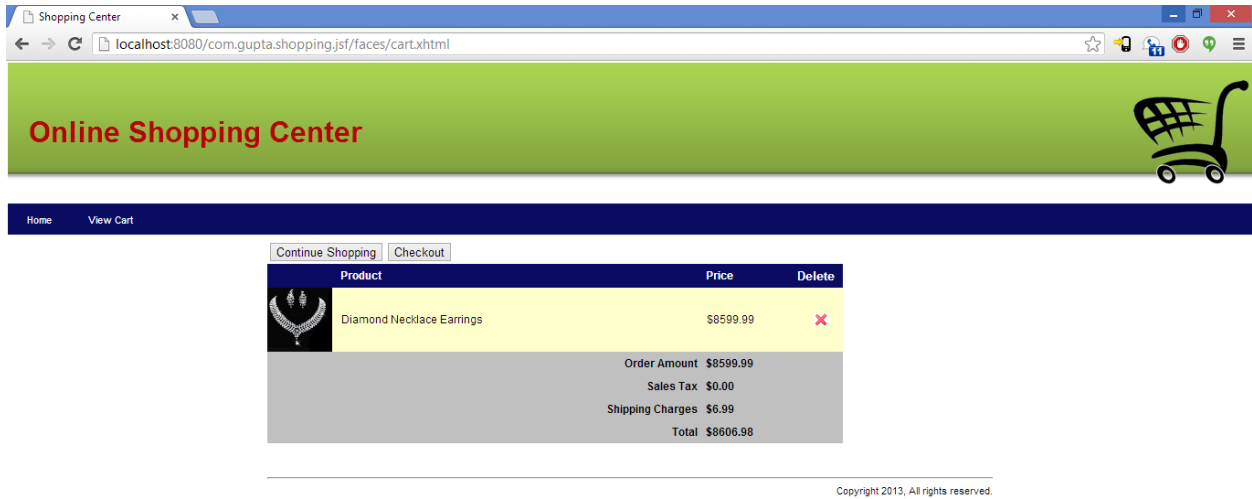 Shopping Center
localhost:8080/com.gupta.shopping.jsf/faces/cart.xhtml
11
Online Shopping Center
Home View Cart
Continue Shopping Checkout
Product Price Delete
Diamond Necklace Earrings $8599.99
Order Amount $8599.99
Sales Tax $0.00
Shipping Charges $6.99
Total $8606.98
Copyright 2013, All rights reserved.